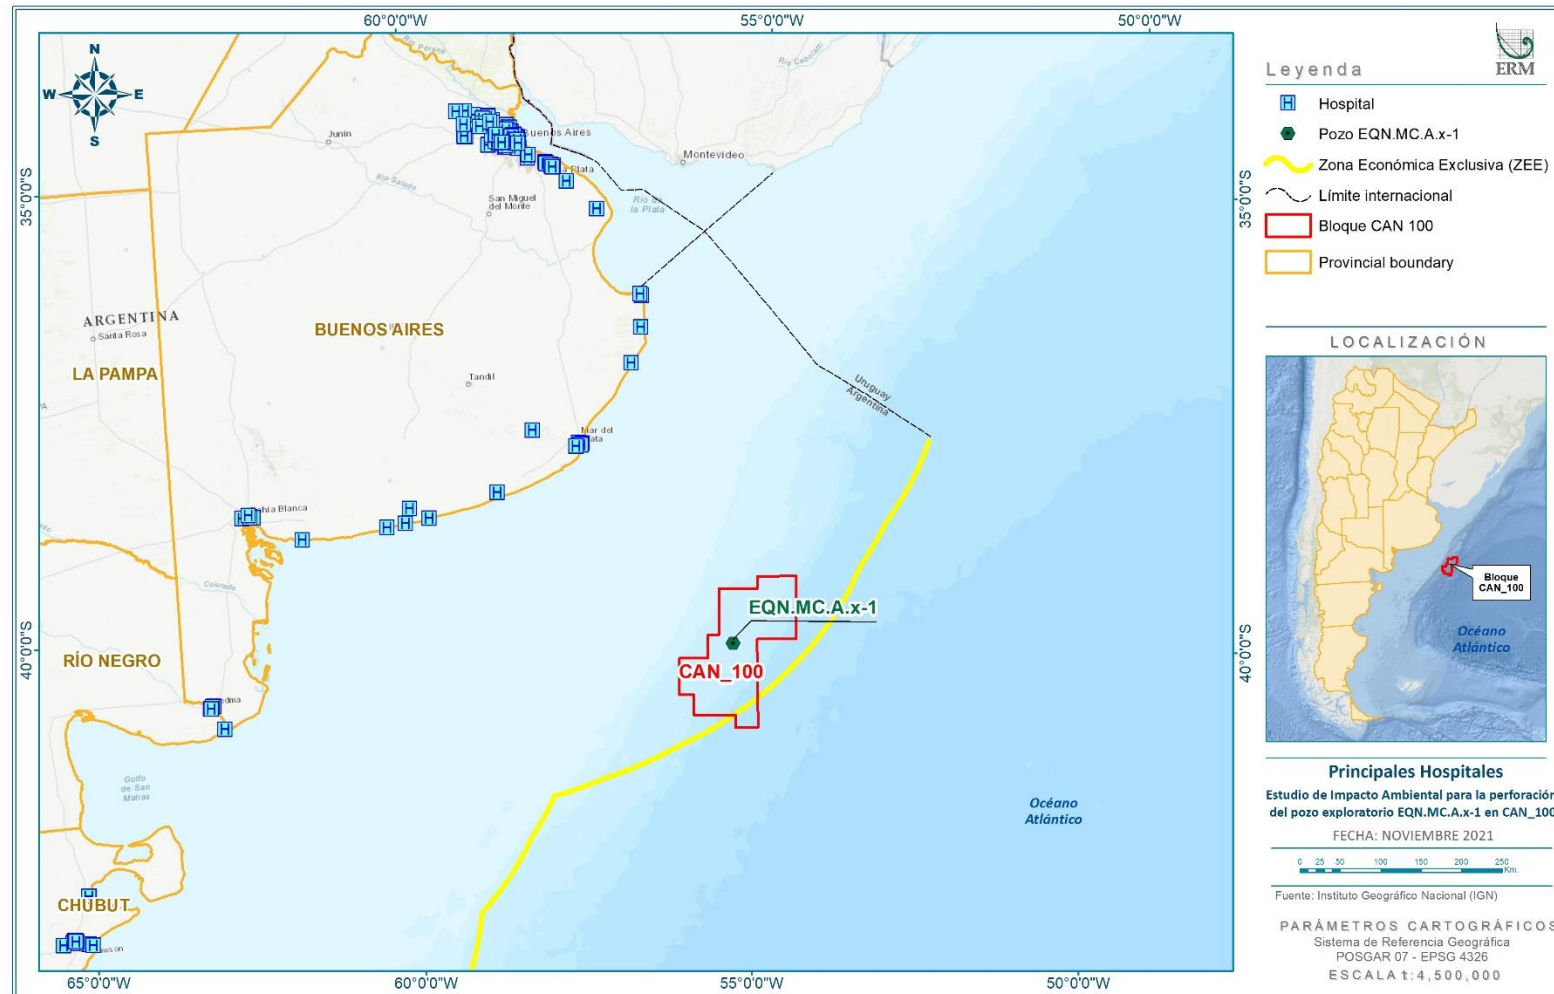 60°0'0"W
55°0'0"W
50°0'0"W
N
W
E
S
Río Paraná
Río Cebollatí
Junín
Buenos Aires
Montevideo
La Plata
Río Salado
San Miguel
del Monte
Río de
la Plata
35°0'0"S
35°0'0"S
ARGENTINA
Santa Rosa
BUENOS AIRES
LA PAMPA
Tandil
Uruguay
Argentina
Mar del
Plata
Bahía Blanca
Colorado
EQN.MC.A.x-1
CAN_100
40°0'0"S
40°0'0"S
RÍO NEGRO
Golfo
de San
Matías
Océano
Atlántico
CHUBUT
65°0'0"W
60°0'0"W
55°0'0"W
50°0'0"W
ERM
Leyenda
H Hospital
Pozo EQN.MC.A.x-1
Zona Económica Exclusiva (ZEE)
Límite internacional
Bloque CAN 100
Provincial boundary
LOCALIZACIÓN
Bloque
CAN_100
Océano
Atlántico
Principales Hospitales
Estudio de Impacto Ambiental para la perforación
del pozo exploratorio EQN.MC.A.x-1 en CAN_100
FECHA: NOVIEMBRE 2021
0 25 50 100 150 200 250
Km.
Fuente: Instituto Geográfico Nacional (IGN)
PARÁMETROS CARTOGRÁFICOS
Sistema de Referencia Geográfica
POSGAR 07 - EPSG 4326
ESCALA 1:4,500,000